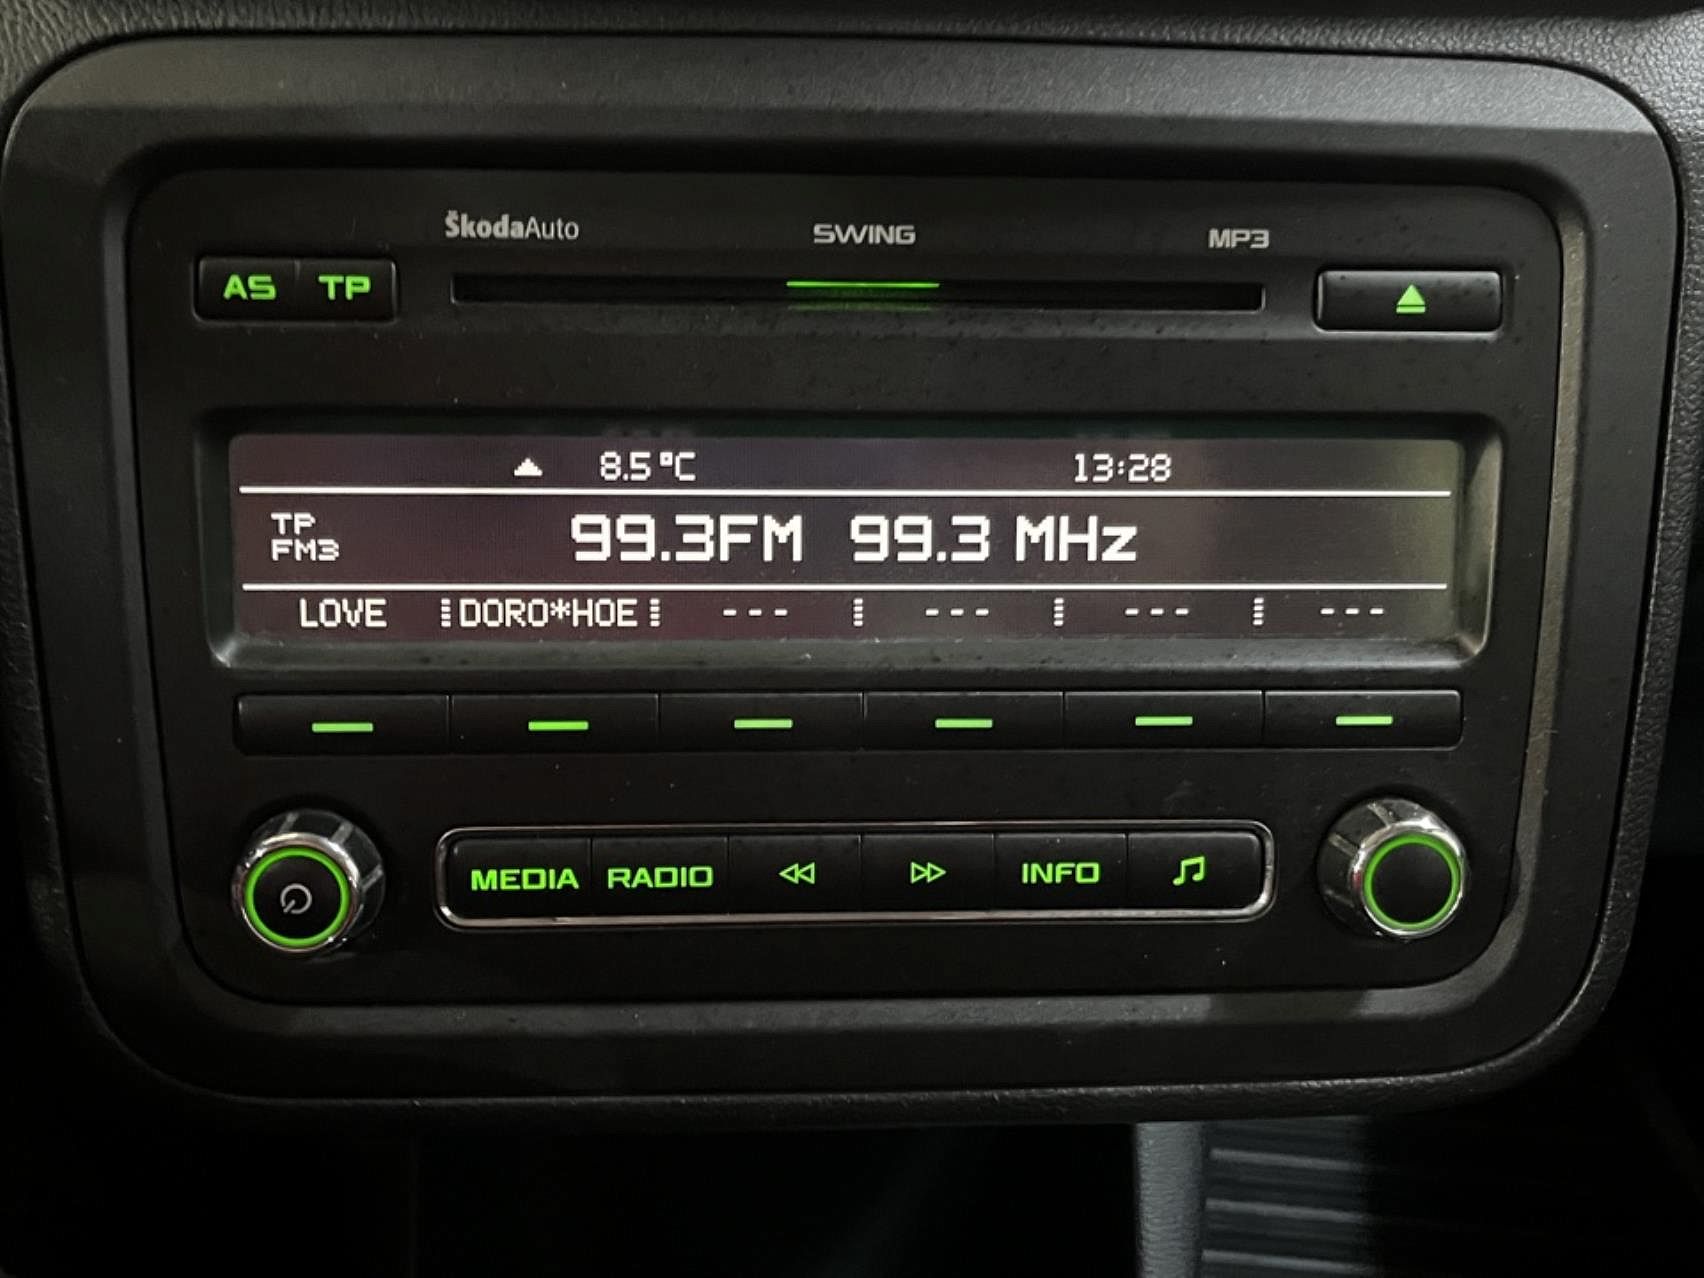 ŠkodaAuto SWING MP3
AS TP
8.5°C 13:28
TP
FM3
99.3FM 99.3 MHz
LOVE DORO*HOE --- --- --- ---
MEDIA RADIO INFO